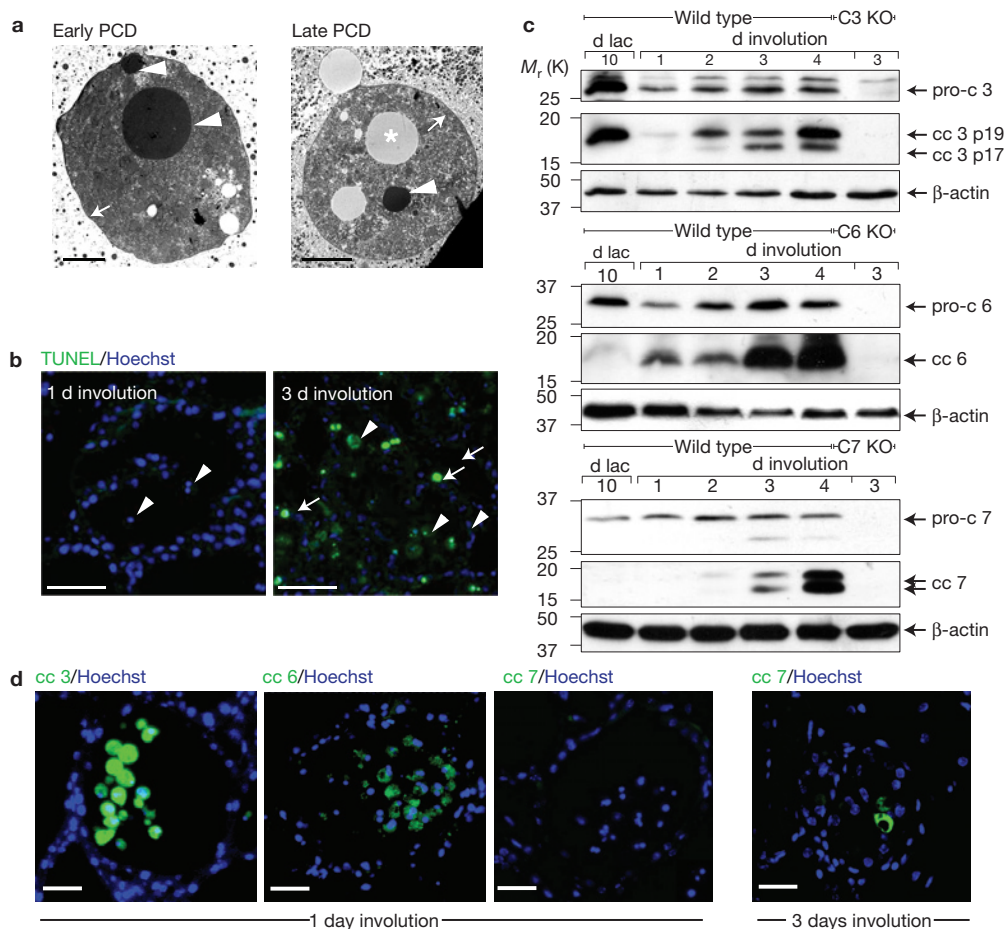 a
Early PCD
Late PCD
*
b
TUNEL/Hoechst
1 d involution
3 d involution
c
Wild type
C3 KO
d lac
d involution
Mr (K)
10 1 2 3 4 3
25
pro-c 3
20
15
cc 3 p19
cc 3 p17
50
37
β-actin
Wild type
C6 KO
d lac
d involution
10 1 2 3 4 3
37
25
pro-c 6
20
15
cc 6
50
37
β-actin
Wild type
C7 KO
d lac
d involution
10 1 2 3 4 3
37
25
pro-c 7
20
15
cc 7
50
37
β-actin
d
cc 3/Hoechst
cc 6/Hoechst
cc 7/Hoechst
cc 7/Hoechst
1 day involution
3 days involution